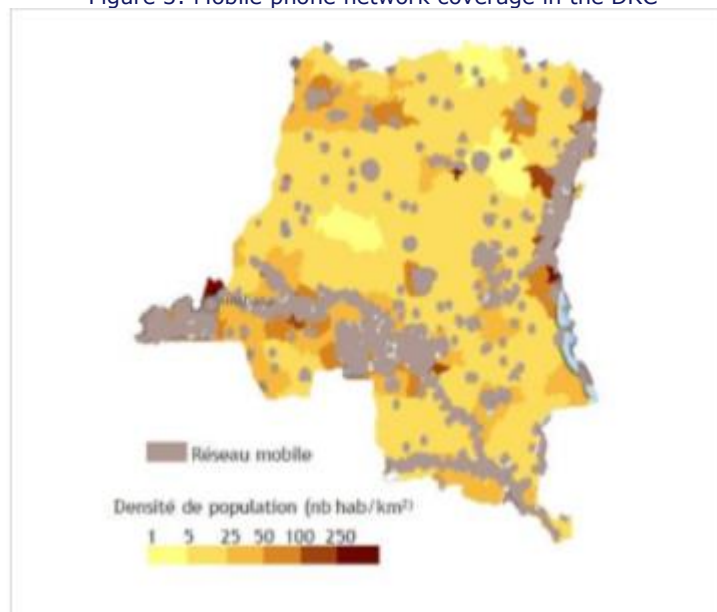 Figure 3: Mobile phone network coverage in the DRC
Réseau mobile
Densité de population (nb hab/km²)
1 5 25 50 100 250